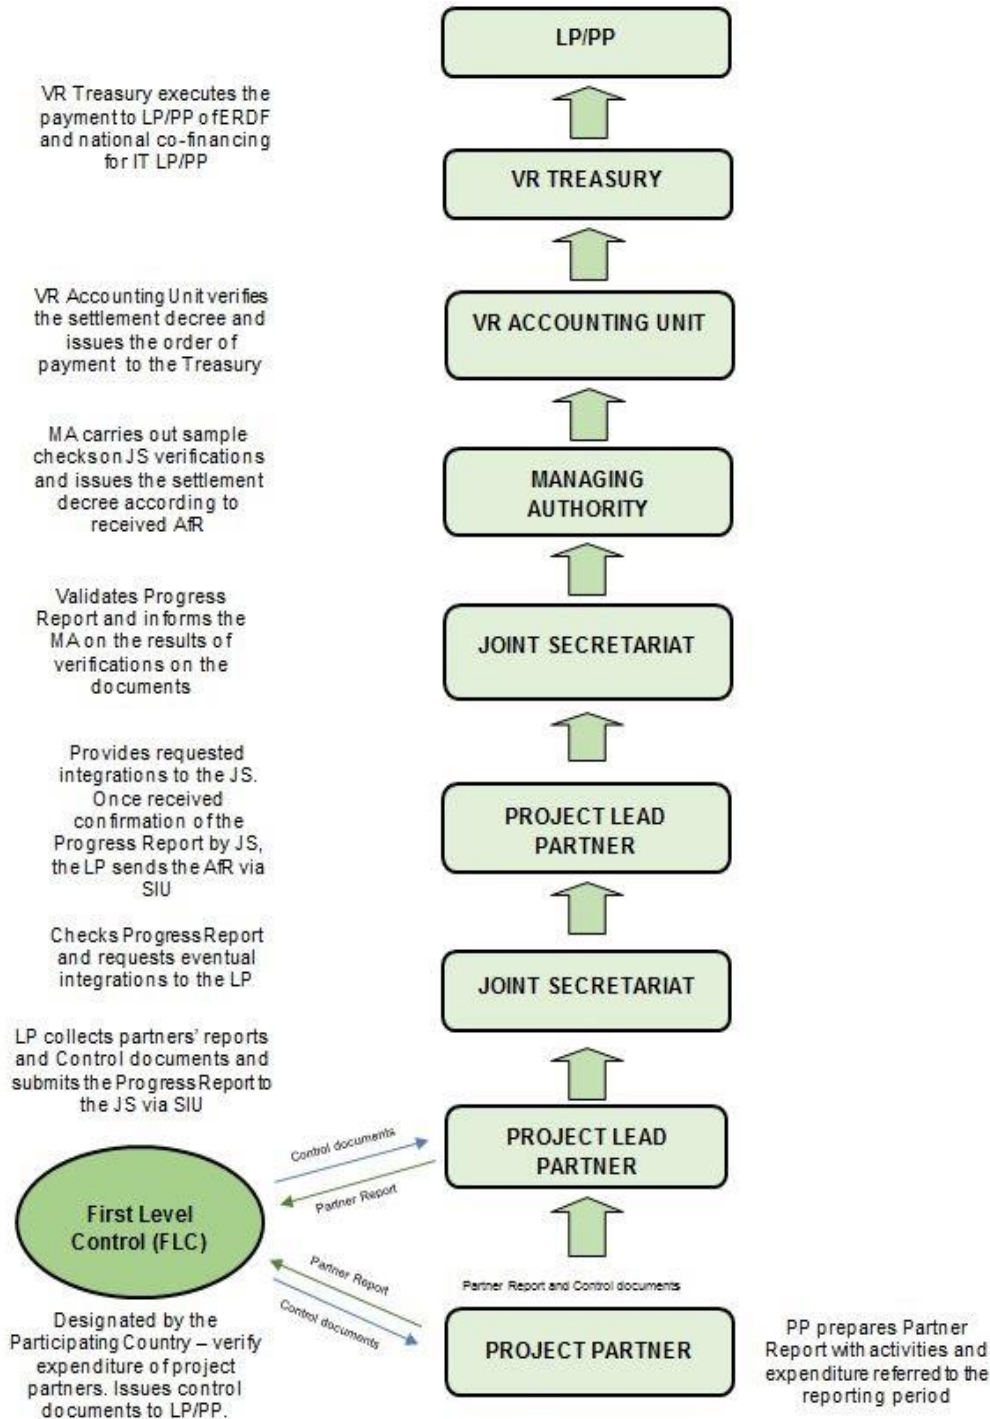 LP/PP
VR Treasury executes the
payment to LP/PP of ERDF
and national co-financing
for IT LP/PP
VR TREASURY
VR Accounting Unit verifies
the settlement decree and
issues the order of
payment to the Treasury
VR ACCOUNTING UNIT
MA carries out sample
checks on JS verifications
and issues the settlement
decree according to
received AfR
MANAGING
AUTHORITY
Validates Progress
Report and informs the
MA on the results of
verifications on the
documents
JOINT SECRETARIAT
Provides requested
integrations to the JS.
Once received
confirmation of the
Progress Report by JS,
the LP sends the AfR via
SIU
PROJECT LEAD
PARTNER
Checks Progress Report
and requests eventual
integrations to the LP
JOINT SECRETARIAT
LP collects partners' reports
and Control documents and
submits the Progress Report to
the JS via SIU
PROJECT LEAD
PARTNER
Control documents
Partner Report
First Level
Control (FLC)
Partner Report
Control documents
Partner Report and Control documents
Designated by the
Participating Country – verify
expenditure of project
partners. Issues control
documents to LP/PP.
PROJECT PARTNER
PP prepares Partner
Report with activities and
expenditure referred to the
reporting period